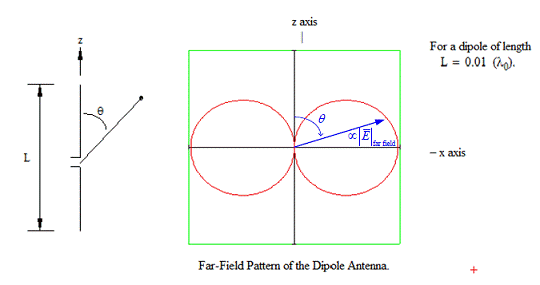 z axis
For a dipole of length
L = 0.01 (λ₀).
z
θ
θ
∝|E̅|far field
L
– x axis
Far-Field Pattern of the Dipole Antenna.